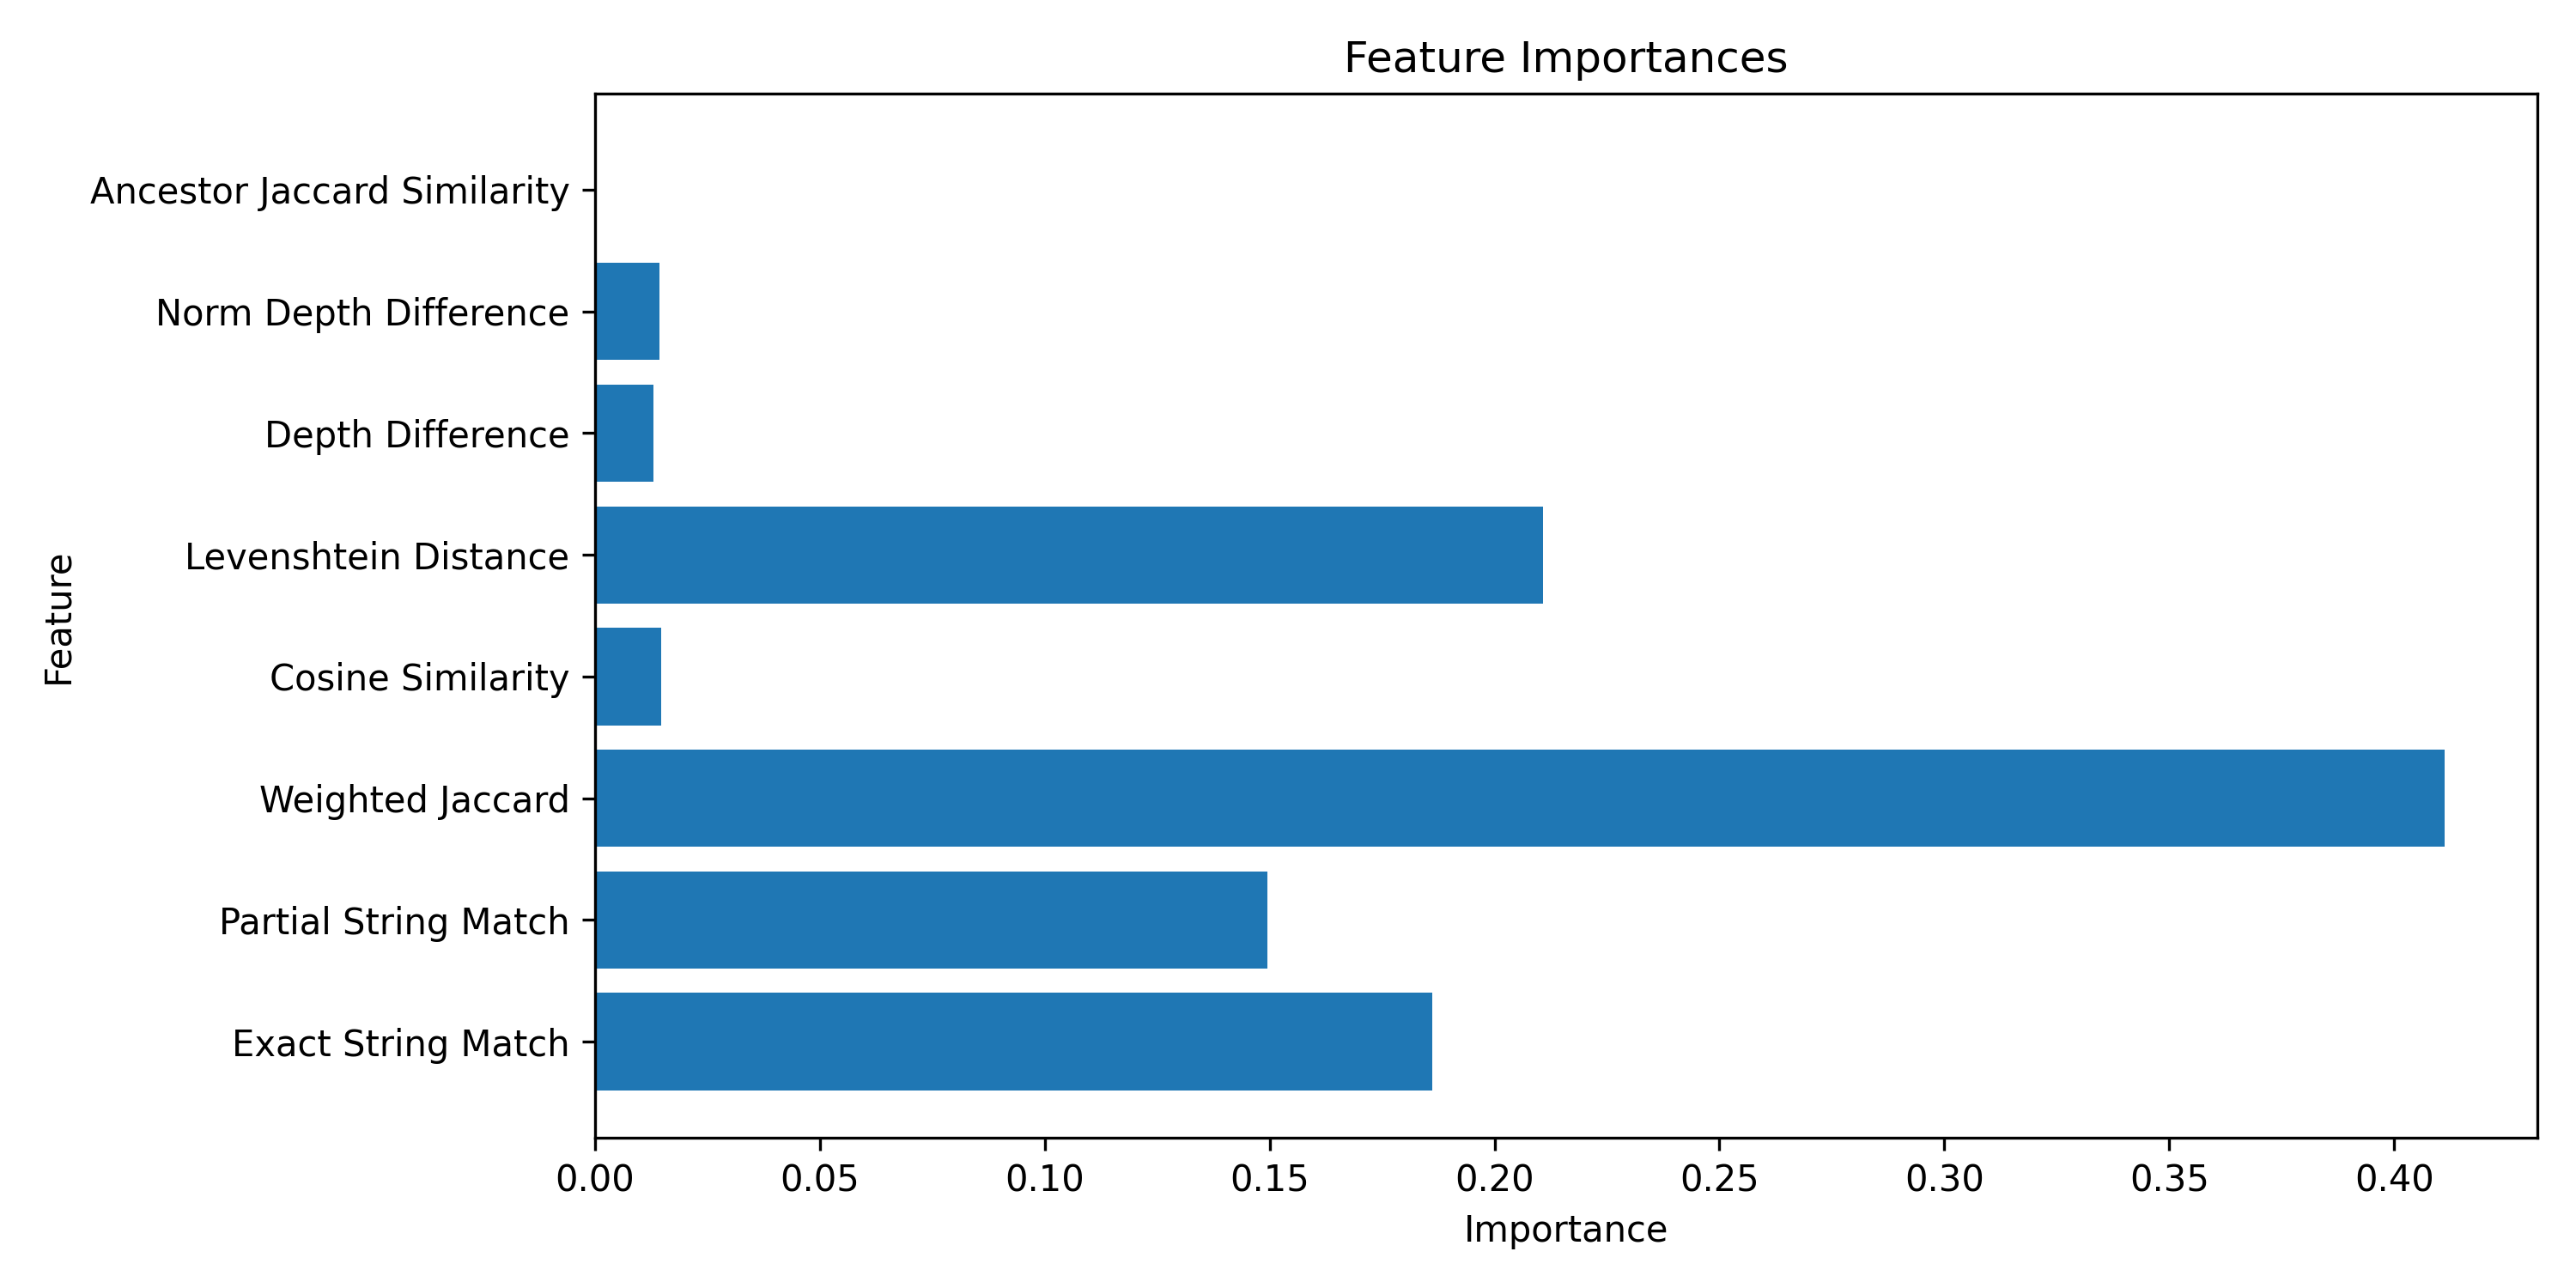 Feature Importances
Feature
Ancestor Jaccard Similarity
Norm Depth Difference
Depth Difference
Levenshtein Distance
Cosine Similarity
Weighted Jaccard
Partial String Match
Exact String Match
0.00 0.05 0.10 0.15 0.20 0.25 0.30 0.35 0.40
Importance